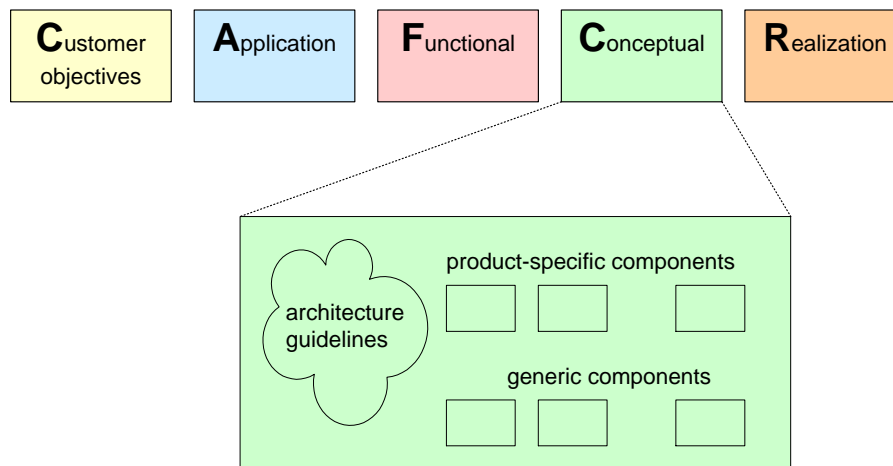 Customer
objectives
Application
Functional
Conceptual
Realization
product-specific components
architecture
guidelines
generic components